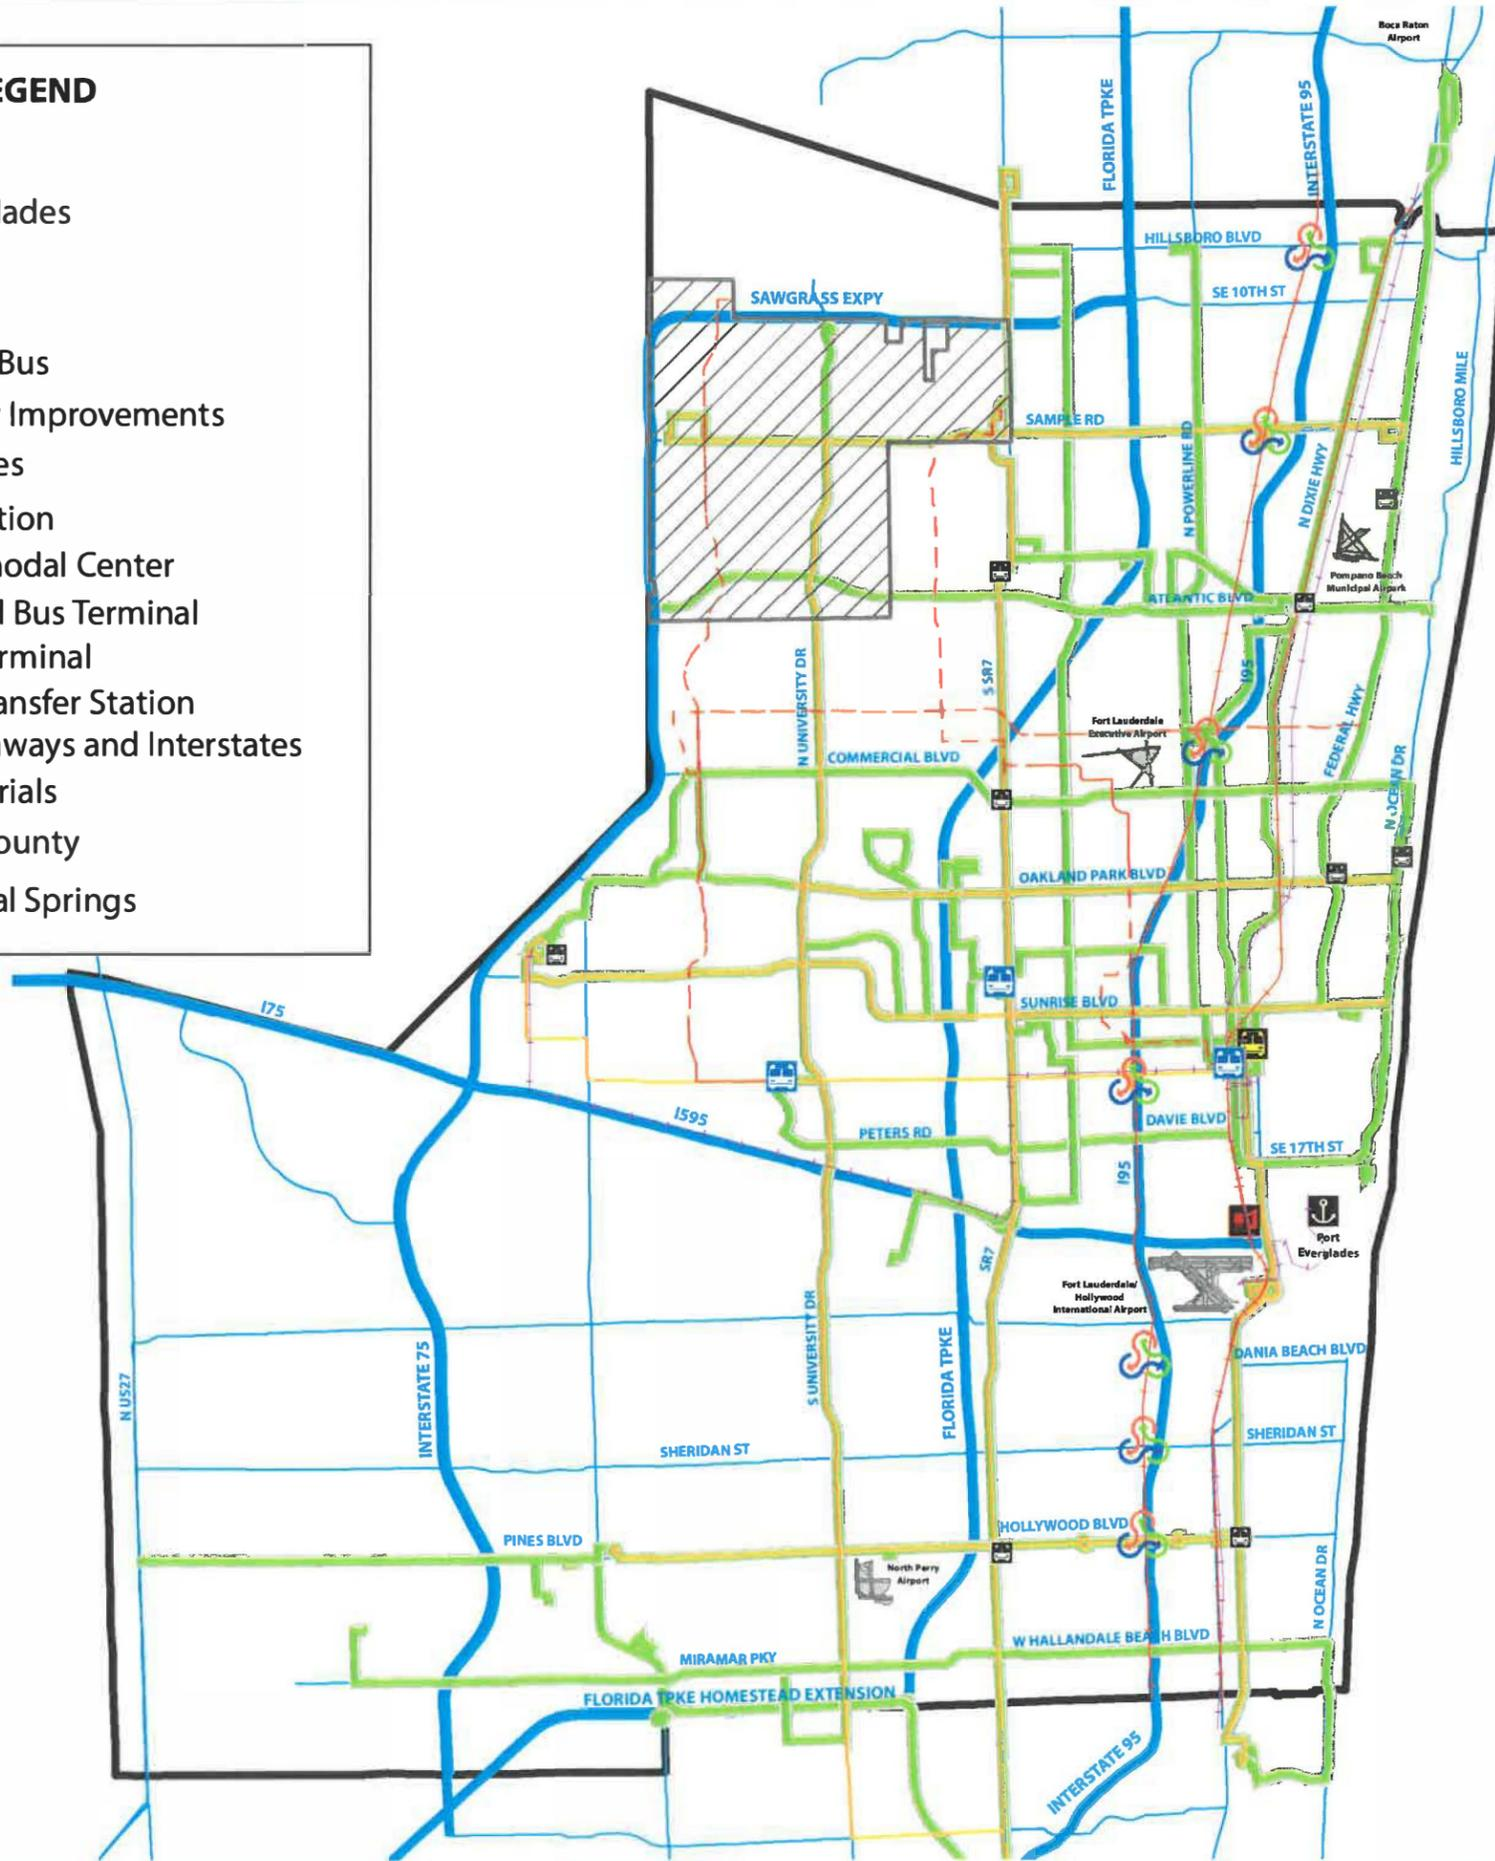 EGEND
lades
Bus
Improvements
es
tion
odal Center
l Bus Terminal
rminal
ansfer Station
ways and Interstates
rials
ounty
al Springs
Boca Raton
Airport
FLORIDA TPKE
INTERSTATE 95
HILLSBORO BLVD
SE 10TH ST
SAWGRASS EXPY
HILLSBORO MILE
SAMPLE RD
N POWERLINE RD
N DIXIE HWY
Pompano Beach
Municipal Airpark
ATLANTIC BLVD
N UNIVERSITY DR
S SR7
I95
FEDERAL HWY
Fort Lauderdale
Executive Airport
COMMERCIAL BLVD
N OCEAN DR
OAKLAND PARK BLVD
SUNRISE BLVD
I75
I595
PETERS RD
DAVIE BLVD
SE 17TH ST
I95
Port
Everglades
SR7
Fort Lauderdale/
Hollywood
International Airport
S UNIVERSITY DR
FLORIDA TPKE
INTERSTATE 75
N US27
DANIA BEACH BLVD
SHERIDAN ST
SHERIDAN ST
HOLLYWOOD BLVD
PINES BLVD
North Perry
Airport
N OCEAN DR
W HALLANDALE BEACH BLVD
MIRAMAR PKY
FLORIDA TPKE HOMESTEAD EXTENSION
INTERSTATE 95